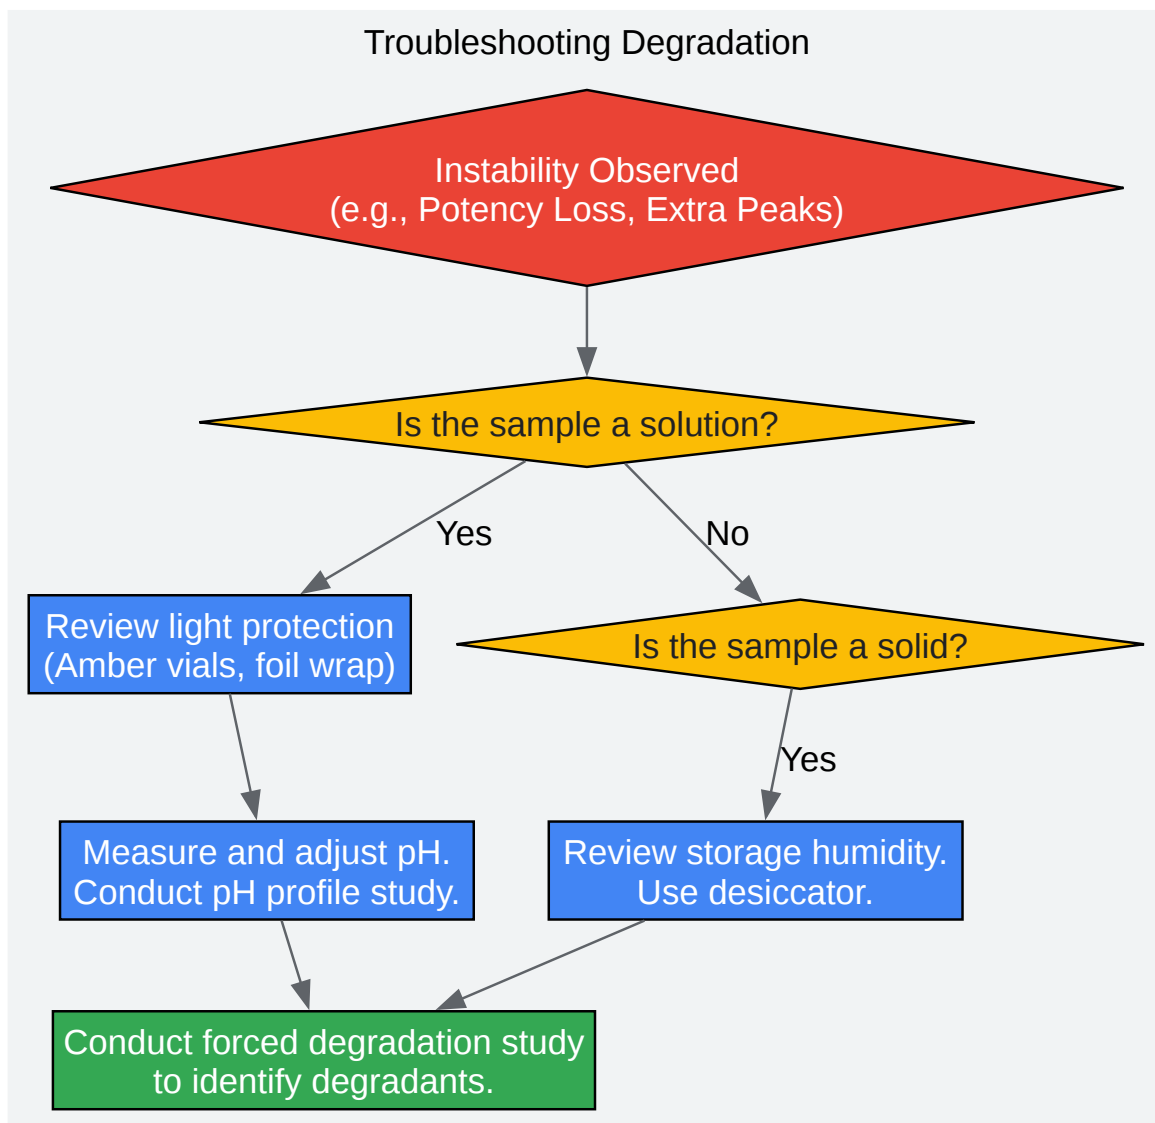 Troubleshooting Degradation
Instability Observed
(e.g., Potency Loss, Extra Peaks)
Is the sample a solution?
Yes
No
Review light protection
(Amber vials, foil wrap)
Is the sample a solid?
Yes
Measure and adjust pH.
Conduct pH profile study.
Review storage humidity.
Use desiccator.
Conduct forced degradation study
to identify degradants.